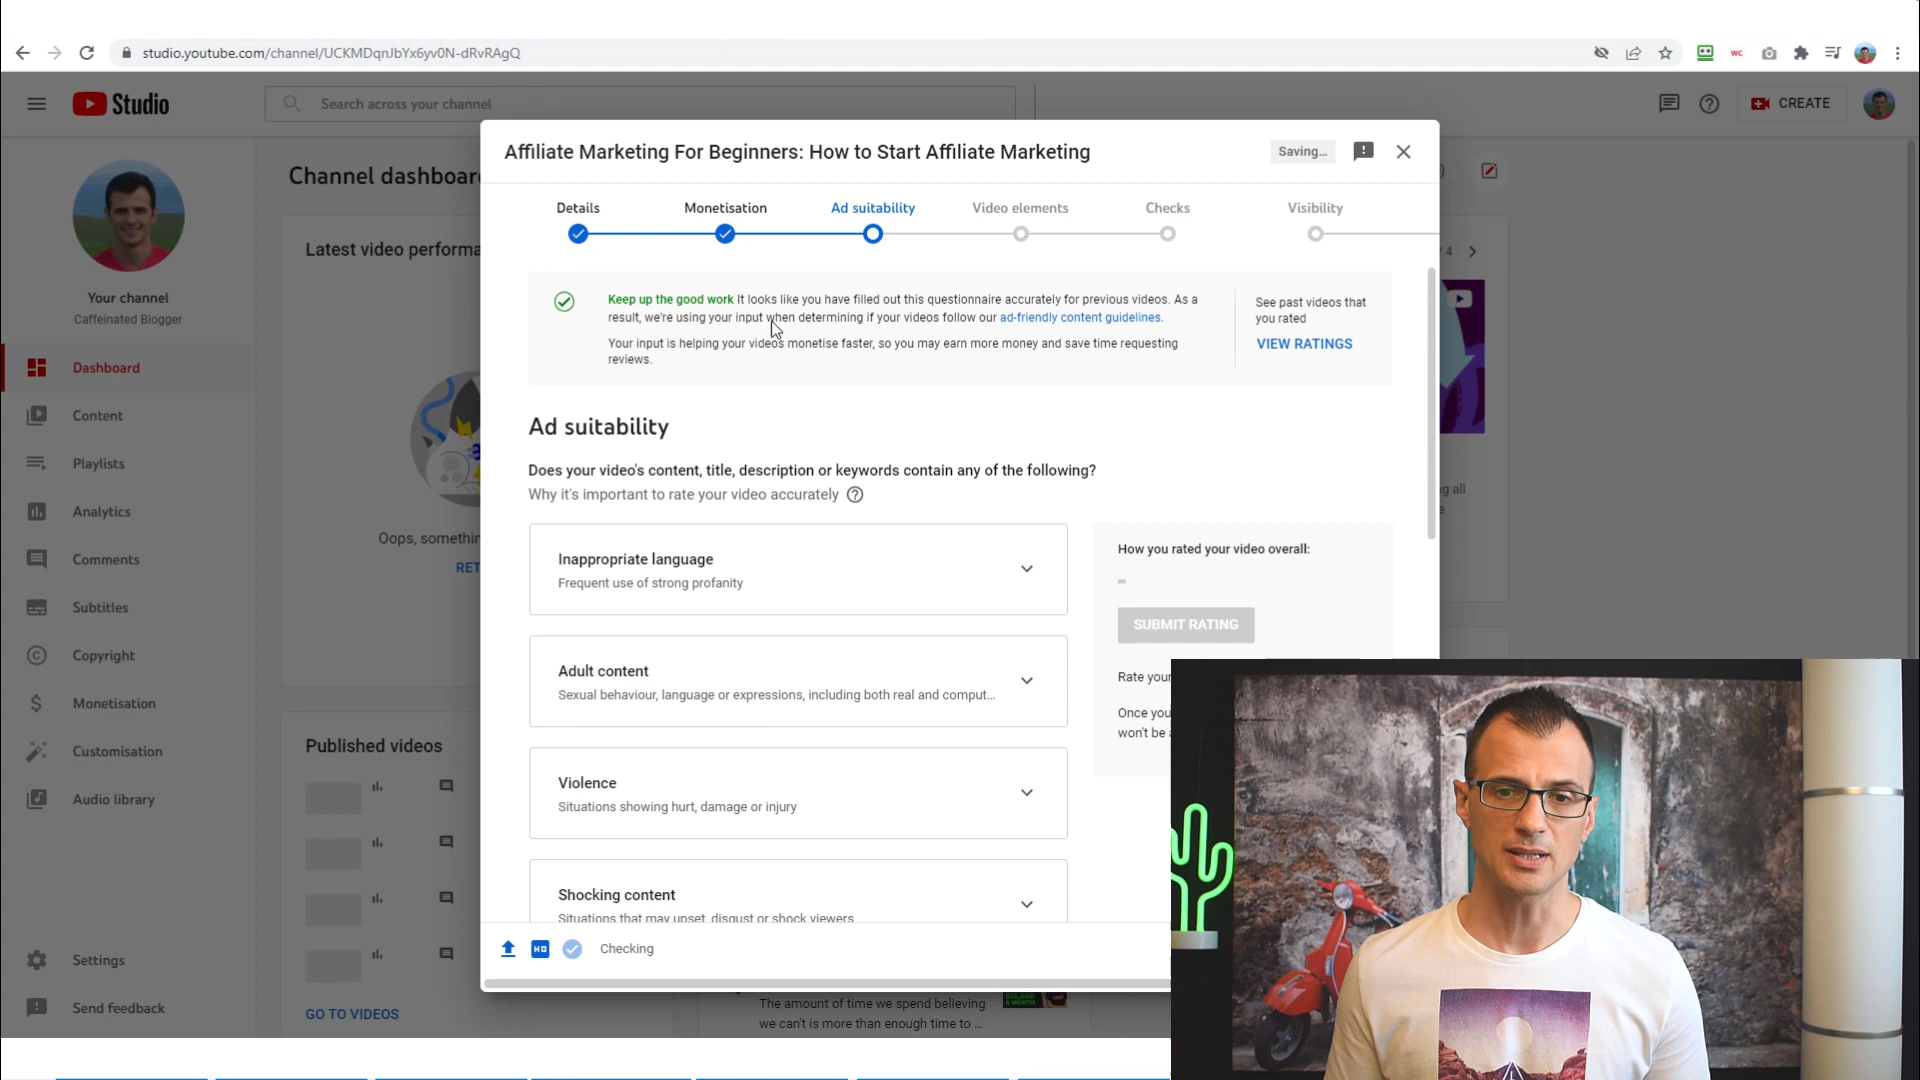 studio.youtube.com/channel/UCKMDqnJbYx6yv0N-dRvRAgQ
WC
Studio
Search across your channel
CREATE
Your channel
Caffeinated Blogger
Dashboard
Content
Playlists
Analytics
Comments
Subtitles
Copyright
Monetisation
Customisation
Audio library
Settings
Send feedback
Channel dashboar
Latest video performa
Oops, somethin
RET
Published videos
GO TO VIDEOS
Affiliate Marketing For Beginners: How to Start Affiliate Marketing
Saving...
Details
Monetisation
Ad suitability
Video elements
Checks
Visibility
Keep up the good work It looks like you have filled out this questionnaire accurately for previous videos. As a
result, we're using your input when determining if your videos follow our ad-friendly content guidelines.
Your input is helping your videos monetise faster, so you may earn more money and save time requesting
reviews.
See past videos that
you rated
VIEW RATINGS
Ad suitability
Does your video's content, title, description or keywords contain any of the following?
Why it's important to rate your video accurately
Inappropriate language
Frequent use of strong profanity
Adult content
Sexual behaviour, language or expressions, including both real and comput...
Violence
Situations showing hurt, damage or injury
Shocking content
Situations that may upset, disgust or shock viewers
How you rated your video overall:
SUBMIT RATING
Rate your
Once you
won't be a
HD
Checking
/ 4
g all
The amount of time we spend believing
we can't is more than enough time to ...